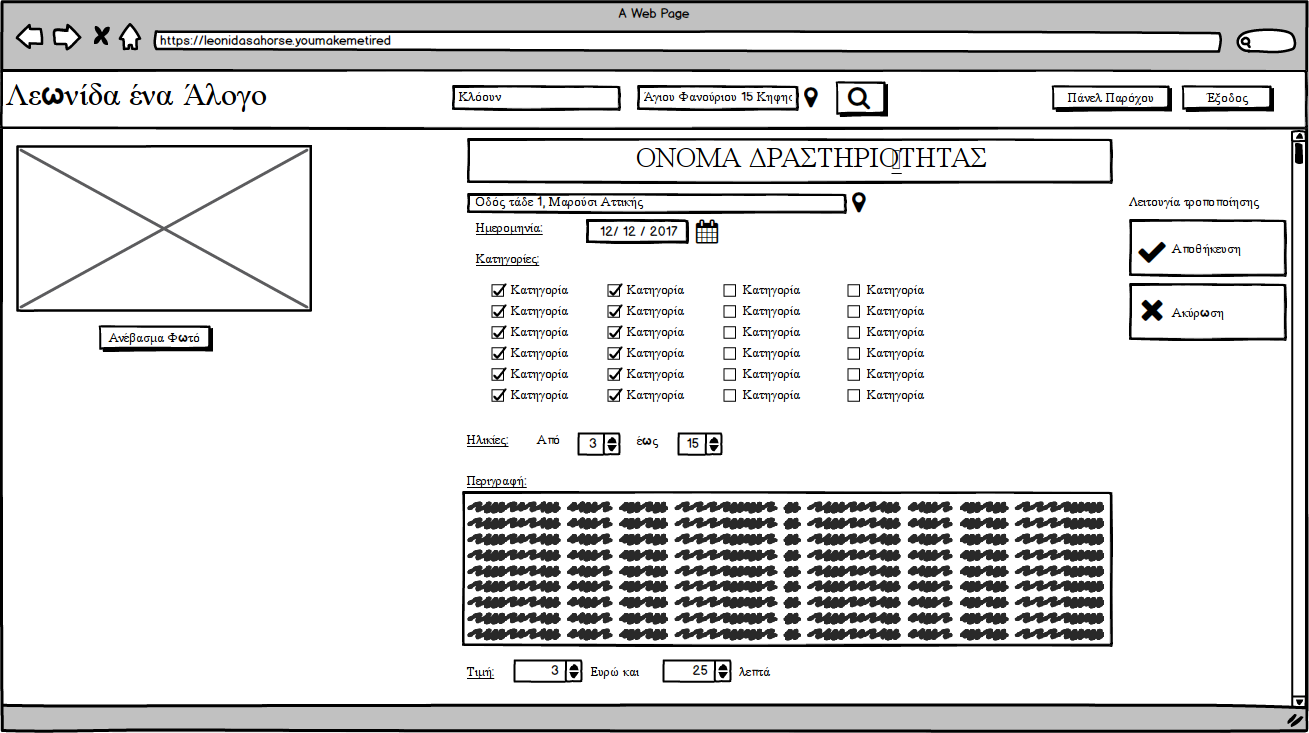 A Web Page
https://leonidasahorse.youmakemetired
Λεωνίδα ένα Άλογο
Κλόουν
Άγιου Φανούριου 15 Κηφης
Πάνελ Παρόχου
Έξοδος
ΟΝΟΜΑ ΔΡΑΣΤΗΡΙΟΤΗΤΑΣ
Οδός τάδε 1, Μαρούσι Αττικής
Λειτουγία τροποποίησης
Ημερομηνία: 12/ 12 / 2017
Αποθήκευση
Κατηγορίες:
Κατηγορία Κατηγορία Κατηγορία Κατηγορία
Κατηγορία Κατηγορία Κατηγορία Κατηγορία
Ακύρωση
Κατηγορία Κατηγορία Κατηγορία Κατηγορία
Ανέβασμα Φωτό
Κατηγορία Κατηγορία Κατηγορία Κατηγορία
Κατηγορία Κατηγορία Κατηγορία Κατηγορία
Κατηγορία Κατηγορία Κατηγορία Κατηγορία
Ηλικίες: Από 3 έως 15
Περιγραφή:
Τιμή: 3 Ευρώ και 25 λεπτά